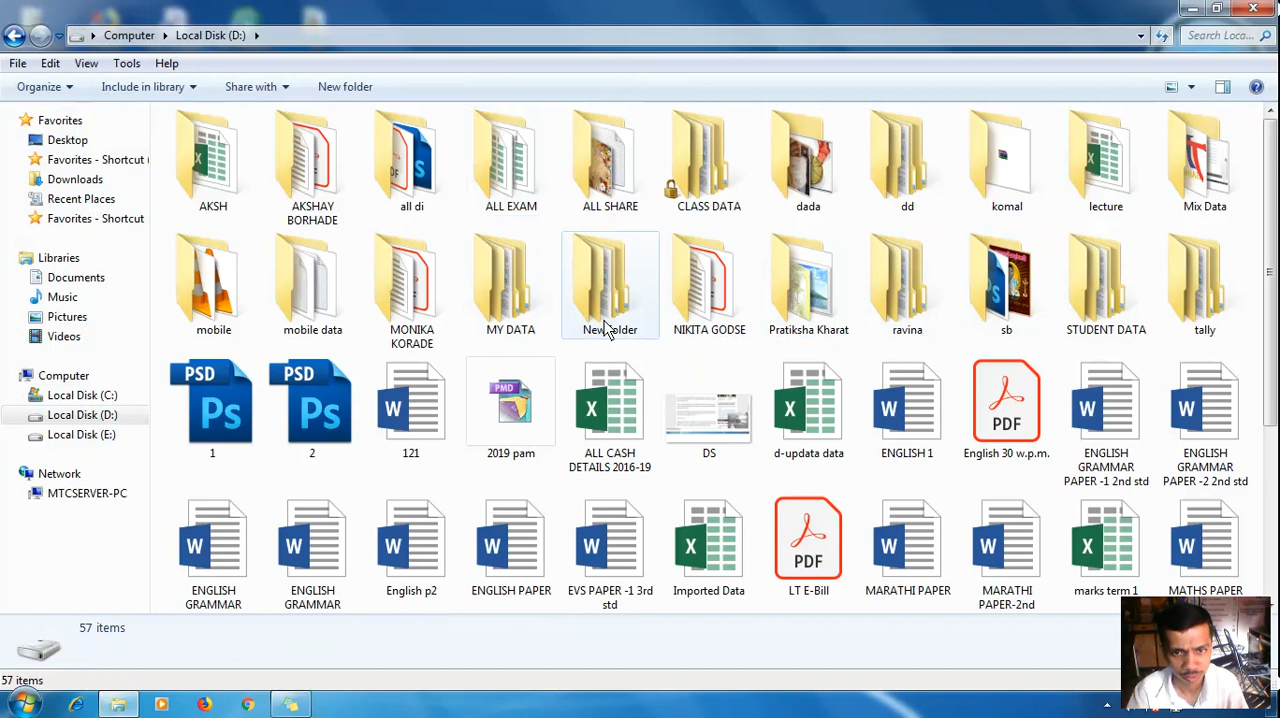 Computer Local Disk (D:) Search Loca...
File Edit View Tools Help
Organize Include in library Share with New folder
Favorites
Desktop
Favorites - Shortcut
Downloads
Recent Places
Favorites - Shortcut
Libraries
Documents
Music
Pictures
Videos
Computer
Local Disk (C:)
Local Disk (D:)
Local Disk (E:)
Network
MTCSERVER-PC
AKSH
AKSHAY
BORHADE
all di
ALL EXAM
ALL SHARE
CLASS DATA
dada
dd
komal
lecture
Mix Data
mobile
mobile data
MONIKA
KORADE
MY DATA
New folder
NIKITA GODSE
Pratiksha Kharat
ravina
sb
STUDENT DATA
tally
PSD
Ps
1
PSD
Ps
2
W
121
PMD
2019 pam
X
ALL CASH
DETAILS 2016-19
DS
X
d-updata data
W
ENGLISH 1
PDF
English 30 w.p.m.
W
ENGLISH
GRAMMAR
PAPER -1 2nd std
W
ENGLISH
GRAMMAR
PAPER -2 2nd std
W
ENGLISH
GRAMMAR
W
ENGLISH
GRAMMAR
W
English p2
W
ENGLISH PAPER
W
EVS PAPER -1 3rd
std
X
Imported Data
PDF
LT E-Bill
W
MARATHI PAPER
W
MARATHI
PAPER-2nd
X
marks term 1
W
MATHS PAPER
57 items
57 items